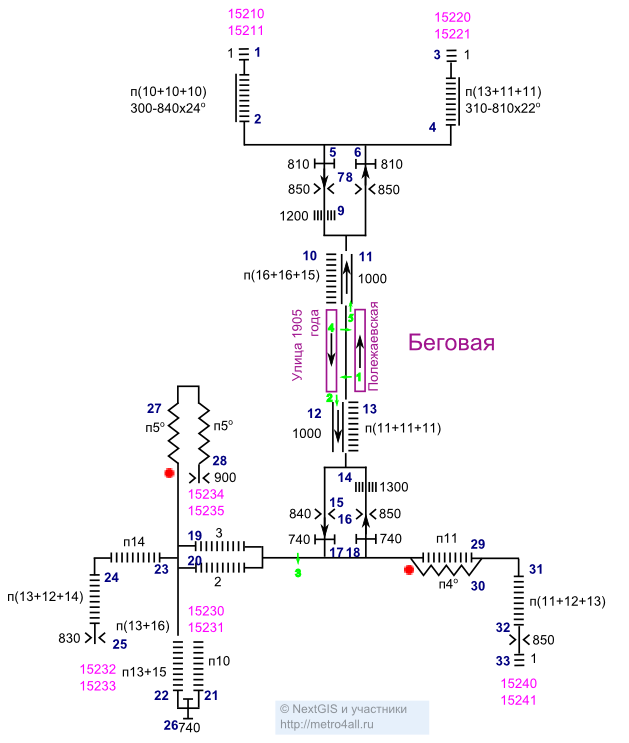 15210
15211
15220
15221
1 1
3 1
п(10+10+10)
300-840x24°
2
п(13+11+11)
310-810x22°
4
5 6
810 810
850 7 8 850
1200 9
10 11
п(16+16+15)
1000
Улица 1905 года
4 5
Полежаевская
Беговая
1
2
12 13
1000
п(11+11+11)
27
п5° п5°
28
900
15234
15235
14
1300
15
840 16 850
740 740
17 18
19 3
20 2
3
п14
23
24
п(13+12+14)
830 25
15232
15233
15230
15231
п(13+16)
п13+15 п10
22 21
26 740
п11 29
п4° 30
31
п(11+12+13)
32
850
33 1
15240
15241
© NextGIS и участники
http://metro4all.ru